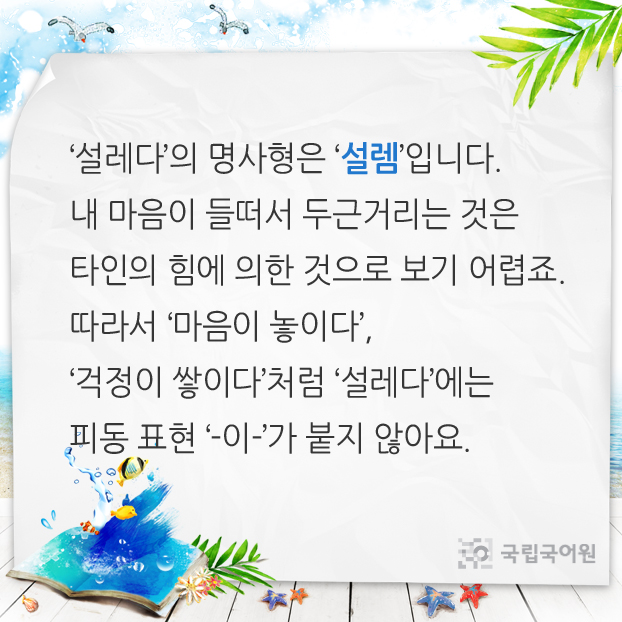 ‘설레다’의 명사형은 ‘설렘’입니다.
내 마음이 들떠서 두근거리는 것은
타인의 힘에 의한 것으로 보기 어렵죠.
따라서 ‘마음이 놓이다’,
‘걱정이 쌓이다’처럼 ‘설레다’에는
피동 표현 ‘-이-’가 붙지 않아요.
국립국어원